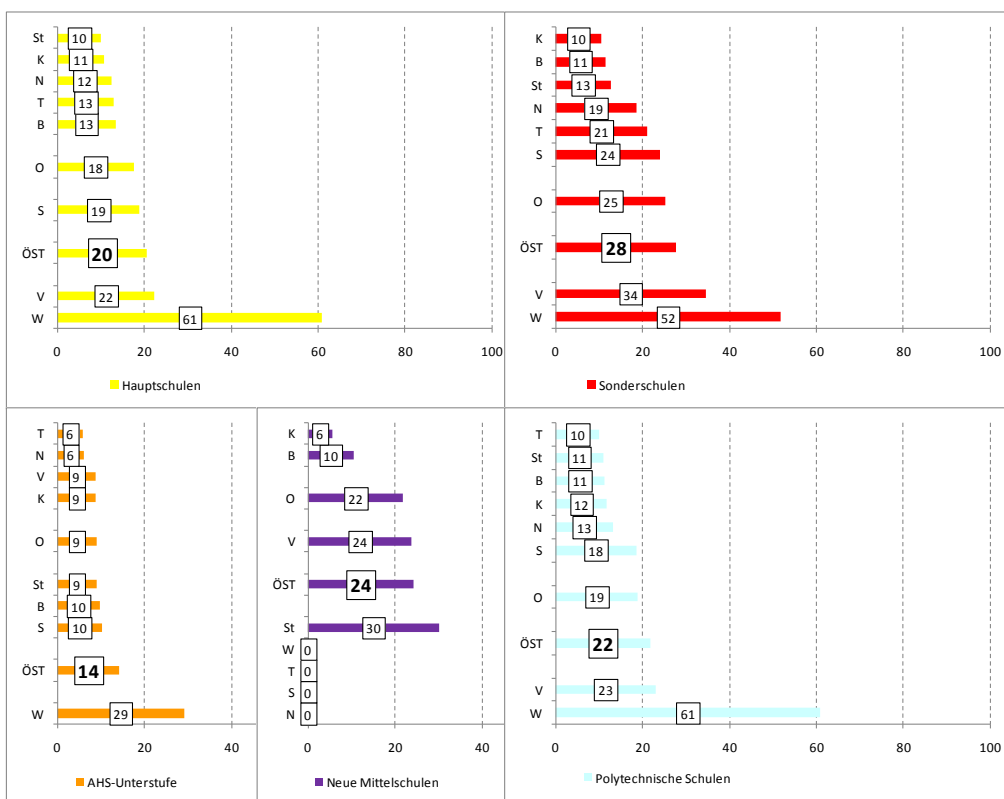 St 10
K 11
N 12
T 13
B 13
O 18
S 19
ÖST 20
V 22
W 61
0 20 40 60 80 100
Hauptschulen
K 10
B 11
St 13
N 19
T 21
S 24
O 25
ÖST 28
V 34
W 52
0 20 40 60 80 100
Sonderschulen
T 6
N 6
V 9
K 9
O 9
St 9
B 10
S 10
ÖST 14
W 29
0 20 40
AHS-Unterstufe
K 6
B 10
O 22
V 24
ÖST 24
St 30
W 0
T 0
S 0
N 0
0 20 40
Neue Mittelschulen
T 10
St 11
B 11
K 12
N 13
S 18
O 19
ÖST 22
V 23
W 61
0 20 40 60 80 100
Polytechnische Schulen